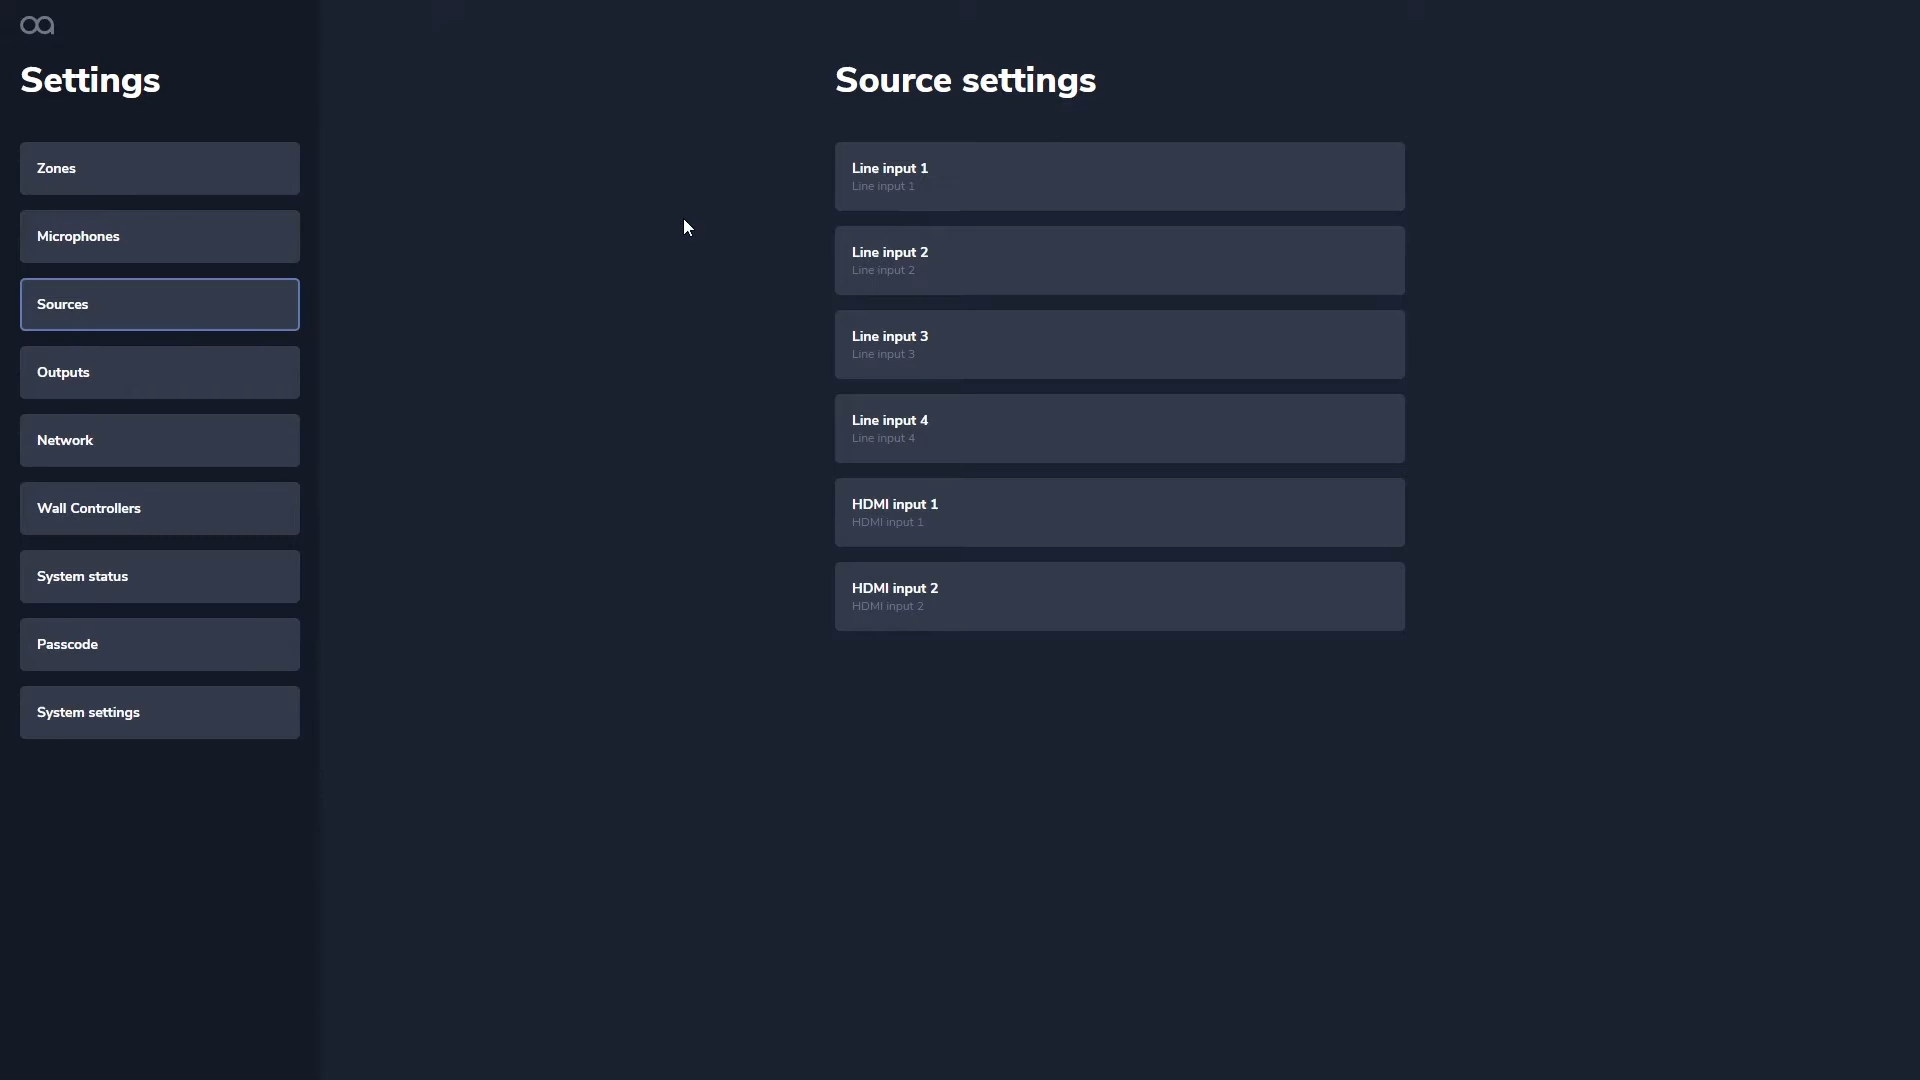 Settings
Zones
Microphones
Sources
Outputs
Network
Wall Controllers
System status
Passcode
System settings
Source settings
Line input 1
Line input 1
Line input 2
Line input 2
Line input 3
Line input 3
Line input 4
Line input 4
HDMI input 1
HDMI input 1
HDMI input 2
HDMI input 2